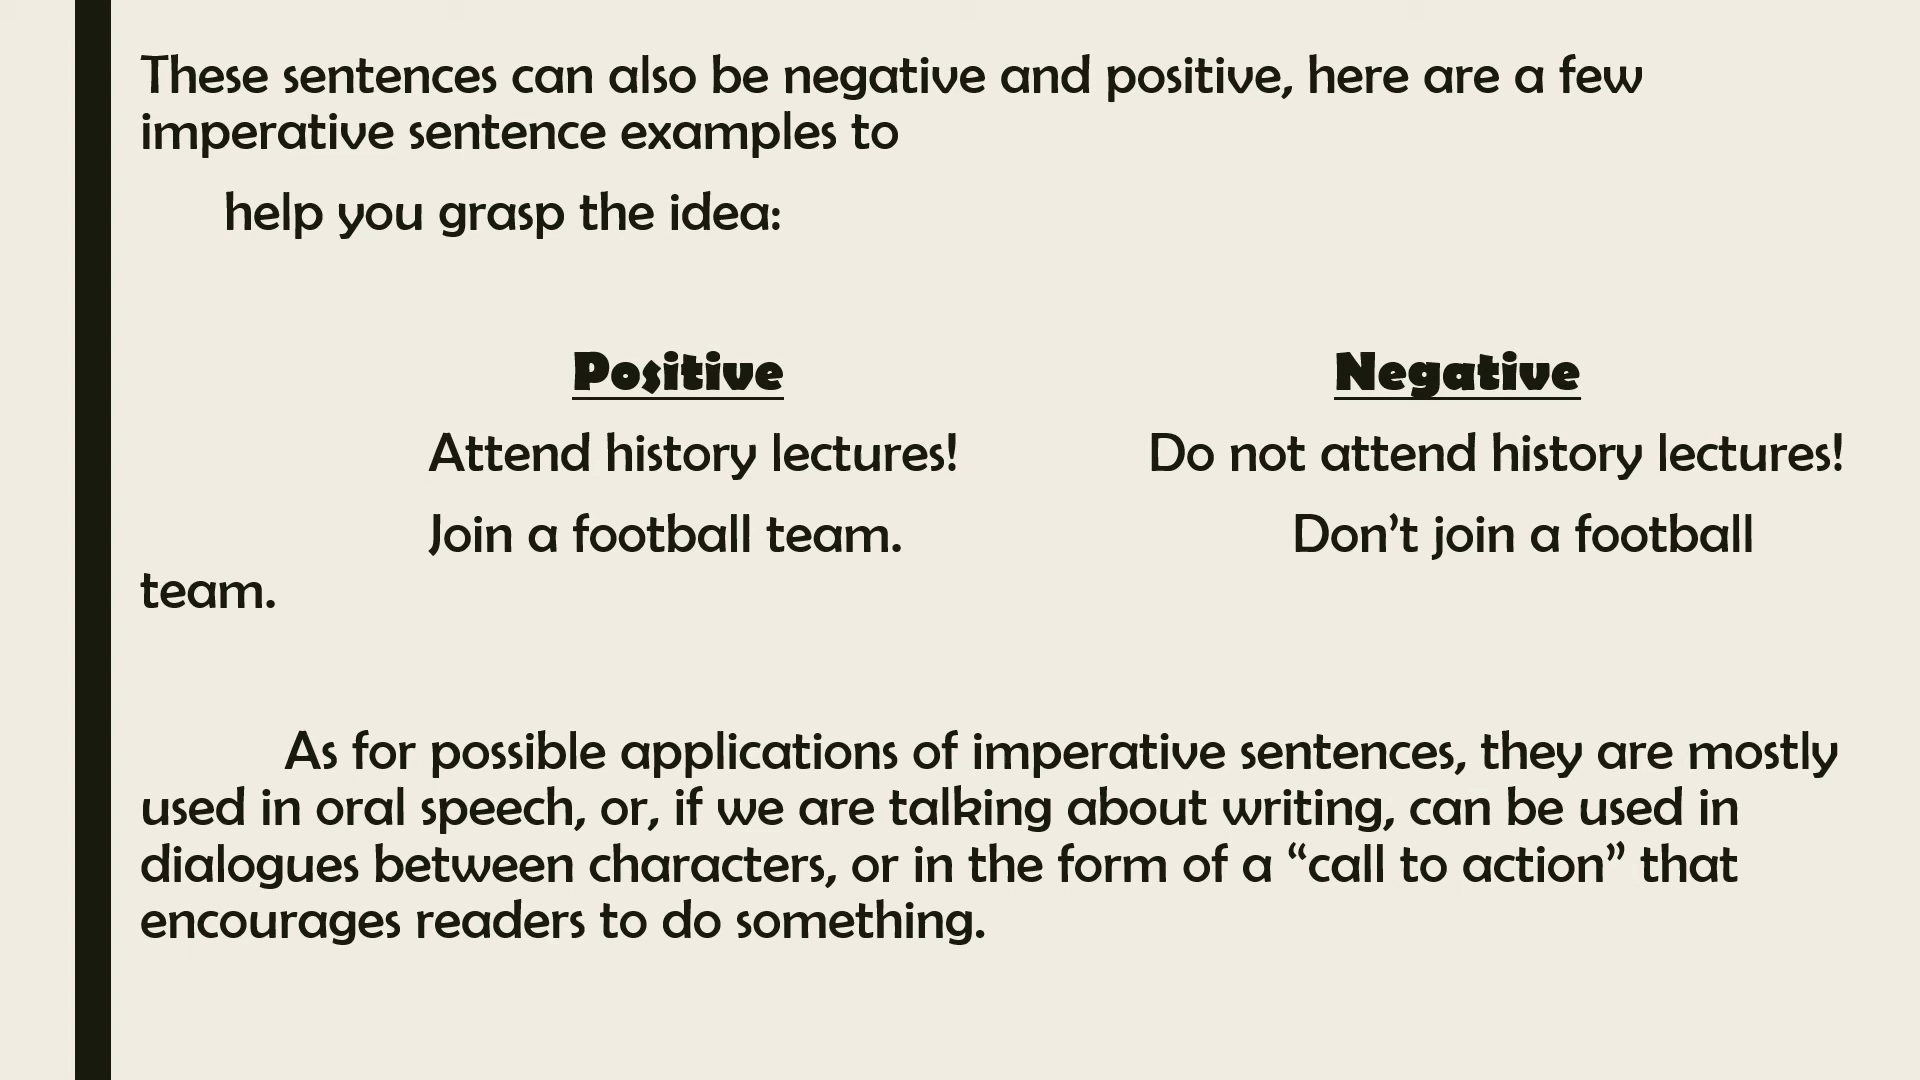 These sentences can also be negative and positive, here are a few
imperative sentence examples to
help you grasp the idea:
Positive Negative
Attend history lectures! Do not attend history lectures!
Join a football team. Don’t join a football
team.
As for possible applications of imperative sentences, they are mostly
used in oral speech, or, if we are talking about writing, can be used in
dialogues between characters, or in the form of a “call to action” that
encourages readers to do something.